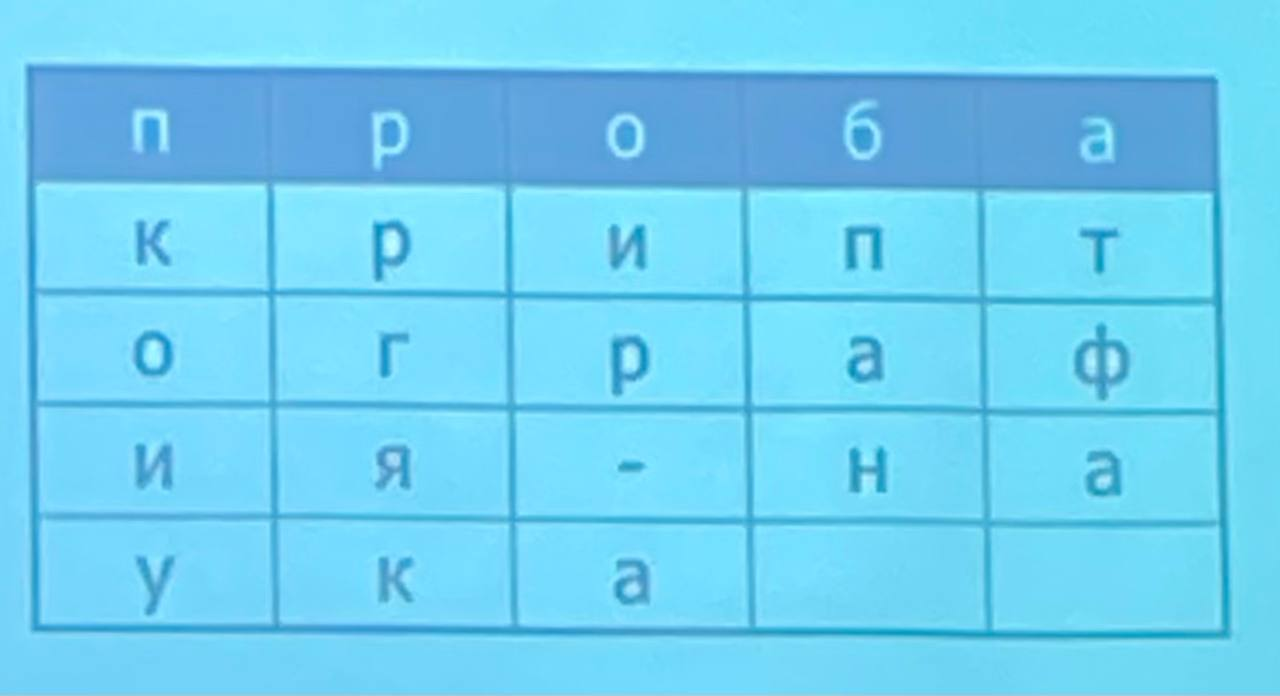 п р о б а
к р и п т
о г р а ф
и я - н а
у к а